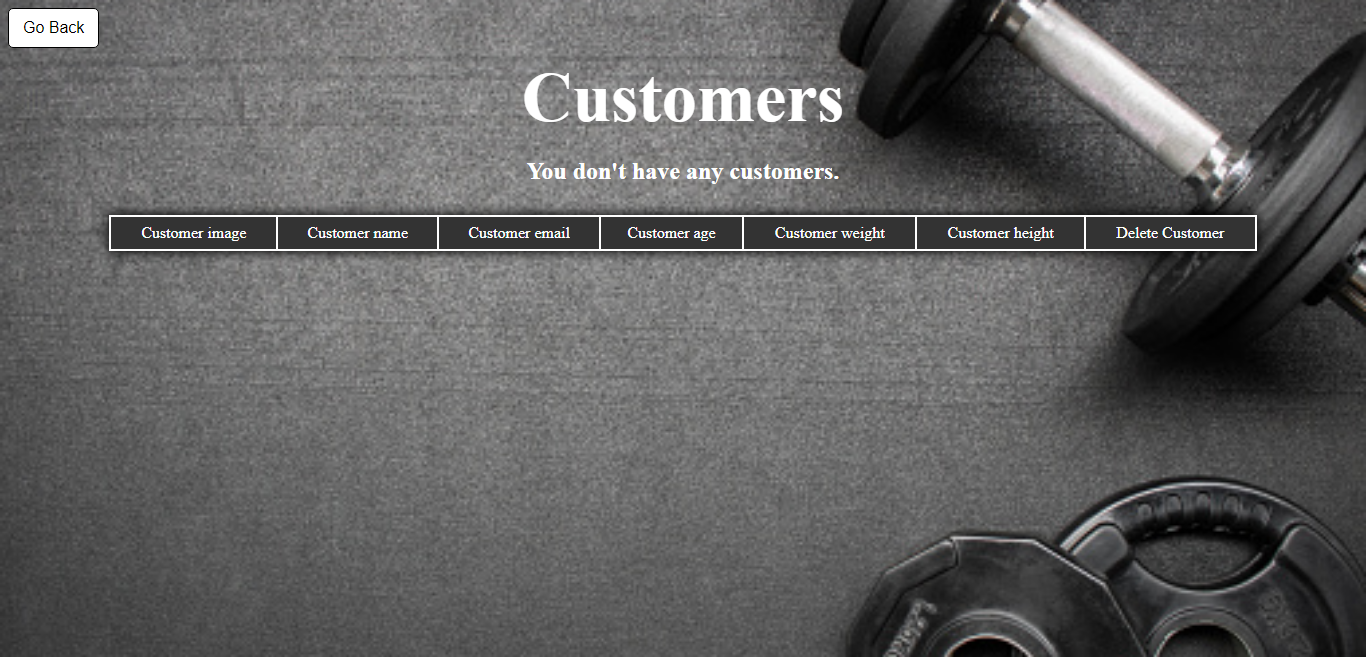 Go Back
Customers
You don't have any customers.
Customer image Customer name Customer email Customer age Customer weight Customer height Delete Customer